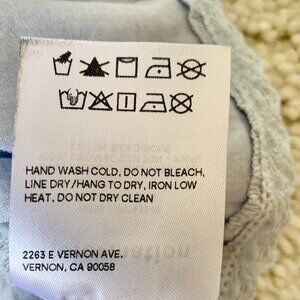 HAND WASH COLD, DO NOT BLEACH,
LINE DRY/HANG TO DRY, IRON LOW
HEAT, DO NOT DRY CLEAN
2263 E VERNON AVE.
VERNON, CA 90058